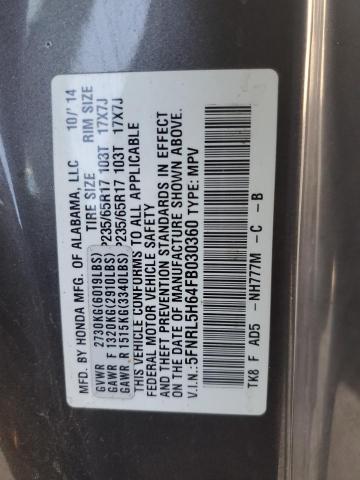 MFD. BY HONDA MFG. OF ALABAMA, LLC 10/'14
TIRE SIZE RIM SIZE
GVWR 2730KG(6019LBS)
GAWR F 1320KG(2910LBS) P235/65R17 103T 17X7J
GAWR R 1515KG(3340LBS) P235/65R17 103T 17X7J
THIS VEHICLE CONFORMS TO ALL APPLICABLE
FEDERAL MOTOR VEHICLE SAFETY
AND THEFT PREVENTION STANDARDS IN EFFECT
ON THE DATE OF MANUFACTURE SHOWN ABOVE.
V.I.N.: 5FNRL5H64FB030360 TYPE: MPV
TK8 F AD5 -NH777M -C -B